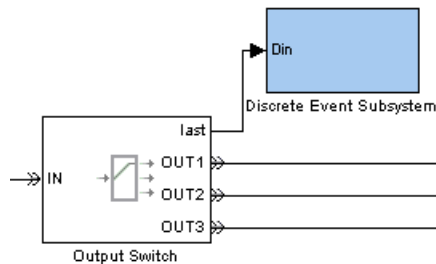 Din
Discrete Event Subsystem
last
OUT1
IN
OUT2
OUT3
Output Switch